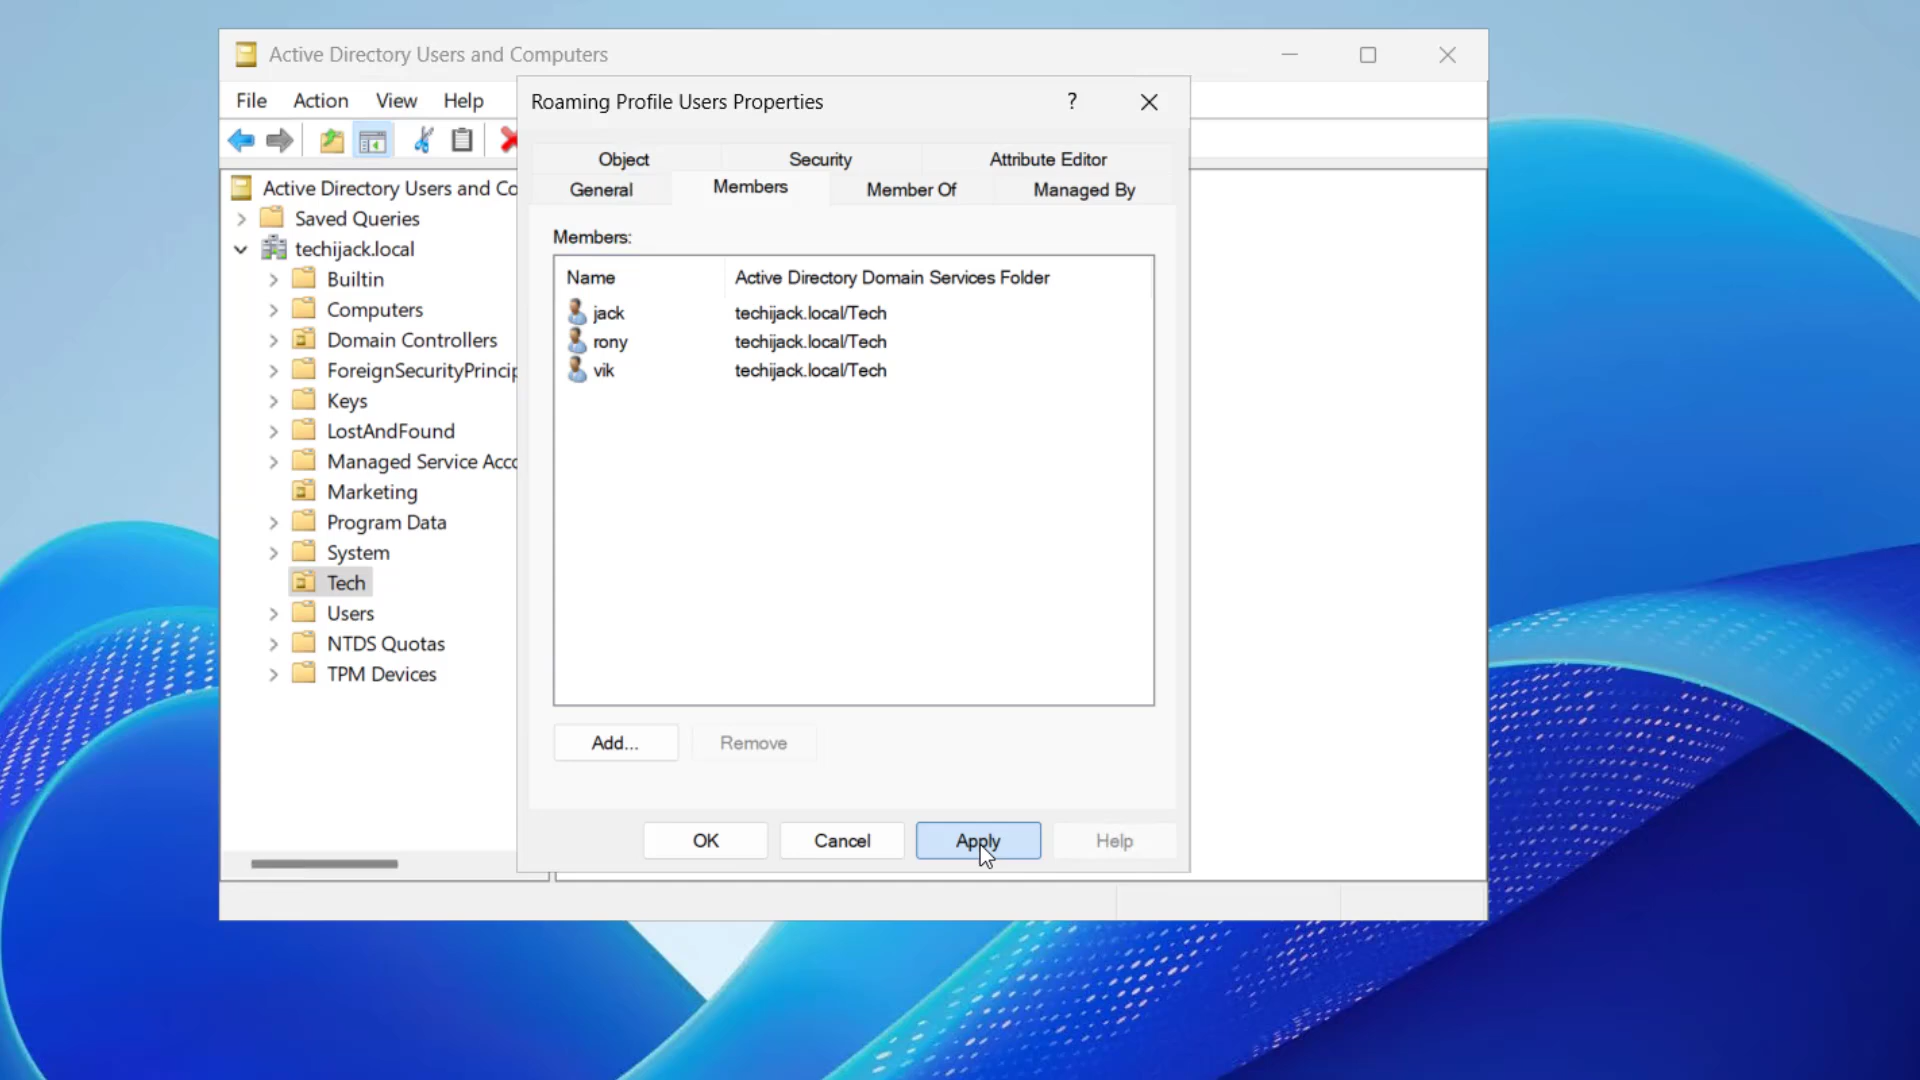 Active Directory Users and Computers
File Action View Help
Roaming Profile Users Properties
?
Object Security Attribute Editor
General Members Member Of Managed By
Active Directory Users and Co
Saved Queries
techijack.local
Builtin
Computers
Domain Controllers
ForeignSecurityPrincip
Keys
LostAndFound
Managed Service Acco
Marketing
Program Data
System
Tech
Users
NTDS Quotas
TPM Devices
Members:
Name Active Directory Domain Services Folder
jack techijack.local/Tech
rony techijack.local/Tech
vik techijack.local/Tech
Add... Remove
OK Cancel Apply Help